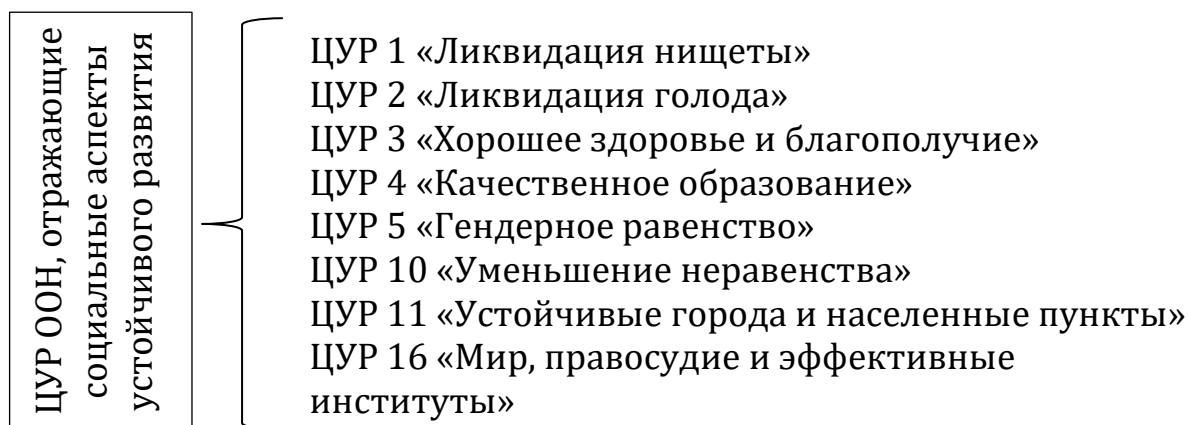 ЦУР ООН, отражающие
социальные аспекты
устойчивого развития
ЦУР 1 «Ликвидация нищеты»
ЦУР 2 «Ликвидация голода»
ЦУР 3 «Хорошее здоровье и благополучие»
ЦУР 4 «Качественное образование»
ЦУР 5 «Гендерное равенство»
ЦУР 10 «Уменьшение неравенства»
ЦУР 11 «Устойчивые города и населенные пункты»
ЦУР 16 «Мир, правосудие и эффективные
институты»